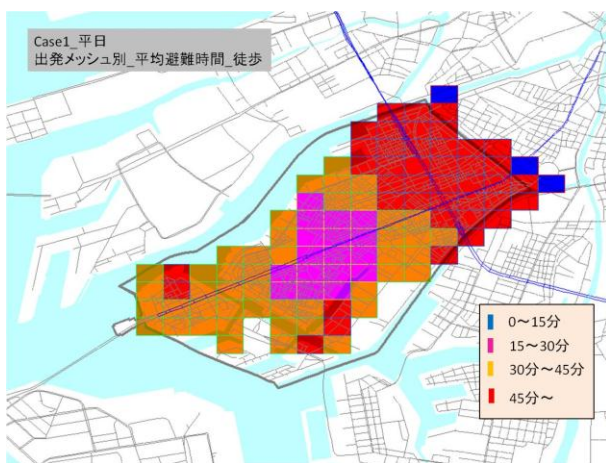 Case1_平日
出発メッシュ別_平均避難時間_徒歩
0～15分
15～30分
30分～45分
45分～